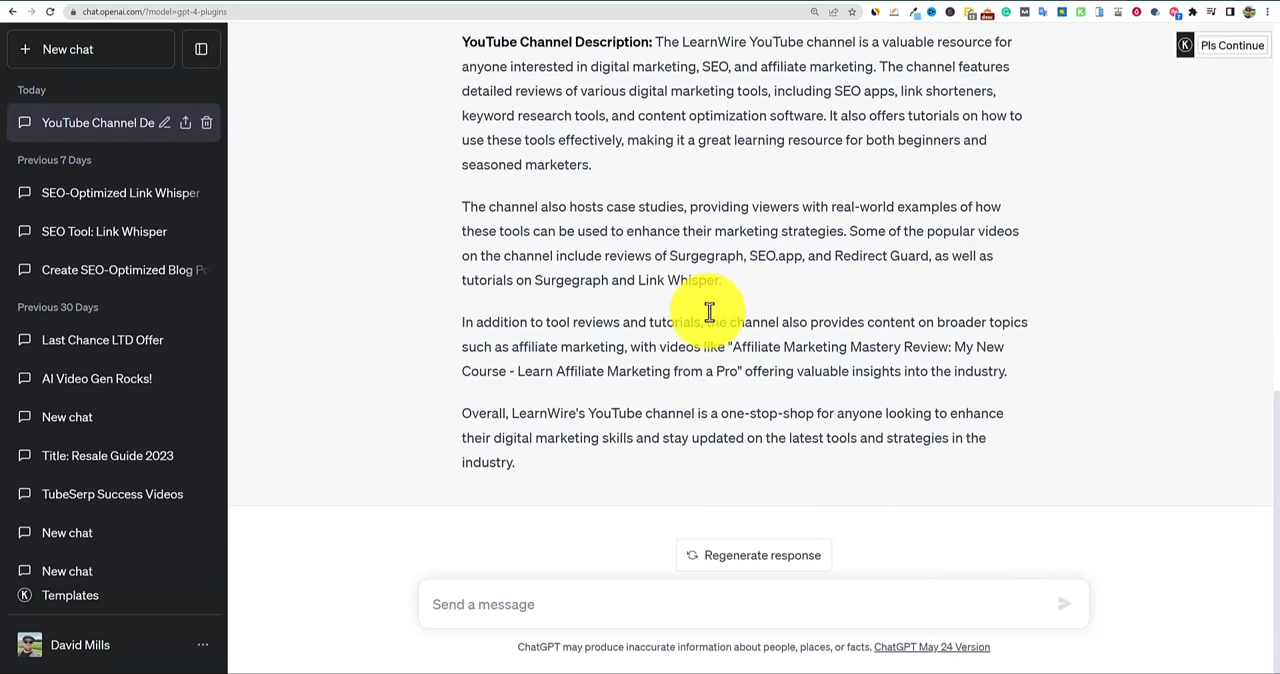 chat.openai.com/?model=gpt-4-plugins
New chat
Today
YouTube Channel De
Previous 7 Days
SEO-Optimized Link Whisper
SEO Tool: Link Whisper
Create SEO-Optimized Blog Po
Previous 30 Days
Last Chance LTD Offer
AI Video Gen Rocks!
New chat
Title: Resale Guide 2023
TubeSerp Success Videos
New chat
New chat
Templates
David Mills
Pls Continue
YouTube Channel Description: The LearnWire YouTube channel is a valuable resource for
anyone interested in digital marketing, SEO, and affiliate marketing. The channel features
detailed reviews of various digital marketing tools, including SEO apps, link shorteners,
keyword research tools, and content optimization software. It also offers tutorials on how to
use these tools effectively, making it a great learning resource for both beginners and
seasoned marketers.
The channel also hosts case studies, providing viewers with real-world examples of how
these tools can be used to enhance their marketing strategies. Some of the popular videos
on the channel include reviews of Surgegraph, SEO.app, and Redirect Guard, as well as
tutorials on Surgegraph and Link Whisper.
In addition to tool reviews and tutorials, the channel also provides content on broader topics
such as affiliate marketing, with videos like "Affiliate Marketing Mastery Review: My New
Course - Learn Affiliate Marketing from a Pro" offering valuable insights into the industry.
Overall, LearnWire's YouTube channel is a one-stop-shop for anyone looking to enhance
their digital marketing skills and stay updated on the latest tools and strategies in the
industry.
Regenerate response
Send a message
ChatGPT may produce inaccurate information about people, places, or facts. ChatGPT May 24 Version